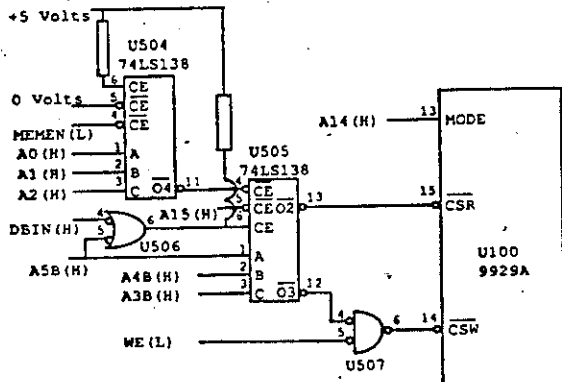 +5 Volts
U504
74LS138
6 CE
0 Volts 5 CE
4 CE
MEMEN(L)
A0(H) 1 A
A1(H) 2 B
A2(H) 3 C O4 11
U505
74LS138
4 CE
A15(H) 5 CE O2 13
6 CE
DBIN(H) 4
5 6
U506
A5B(H) 1 A
A4B(H) 2 B
A3B(H) 3 C O3 12
WE(L)
4
5 6
U507
A14(H) 13 MODE
15 CSR
U100
9929A
14 CSW